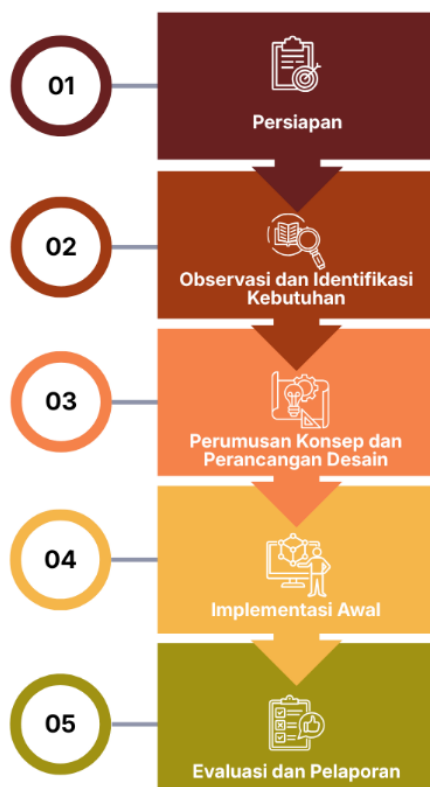 01
Persiapan
02
Observasi dan Identifikasi
Kebutuhan
03
Perumusan Konsep dan
Perancangan Desain
04
Implementasi Awal
05
Evaluasi dan Pelaporan